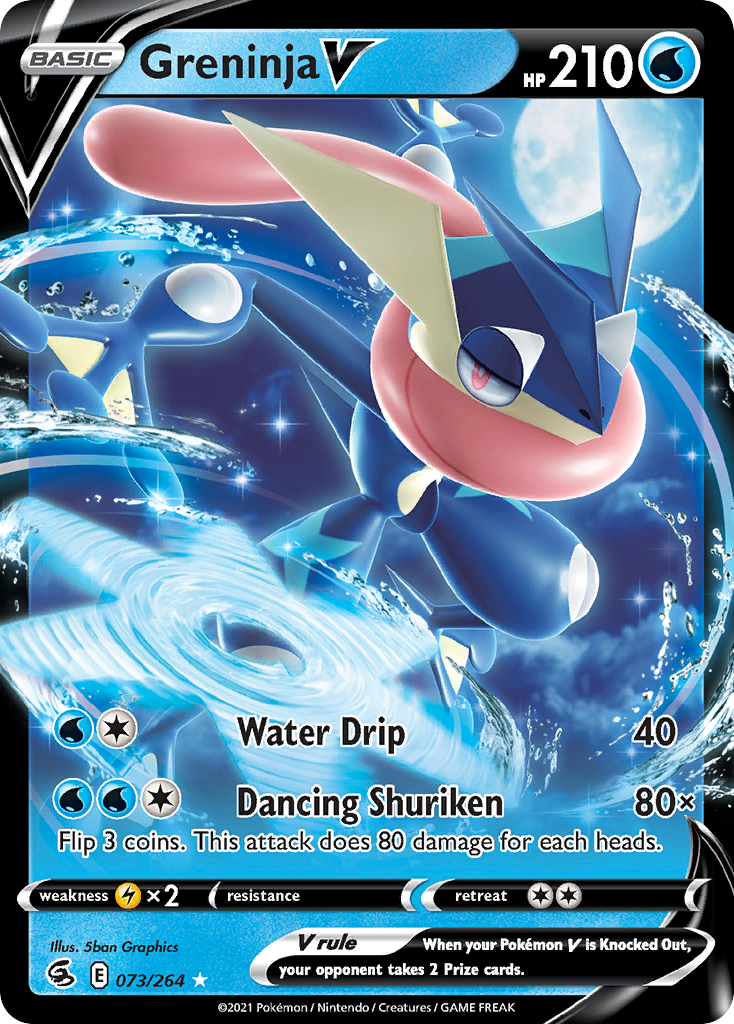 BASIC Greninja V HP 210
Water Drip 40
Dancing Shuriken 80×
Flip 3 coins. This attack does 80 damage for each heads.
weakness ×2 resistance retreat
Illus. 5ban Graphics
V rule When your Pokémon V is Knocked Out,
your opponent takes 2 Prize cards.
E 073/264 ★
©2021 Pokémon / Nintendo / Creatures / GAME FREAK